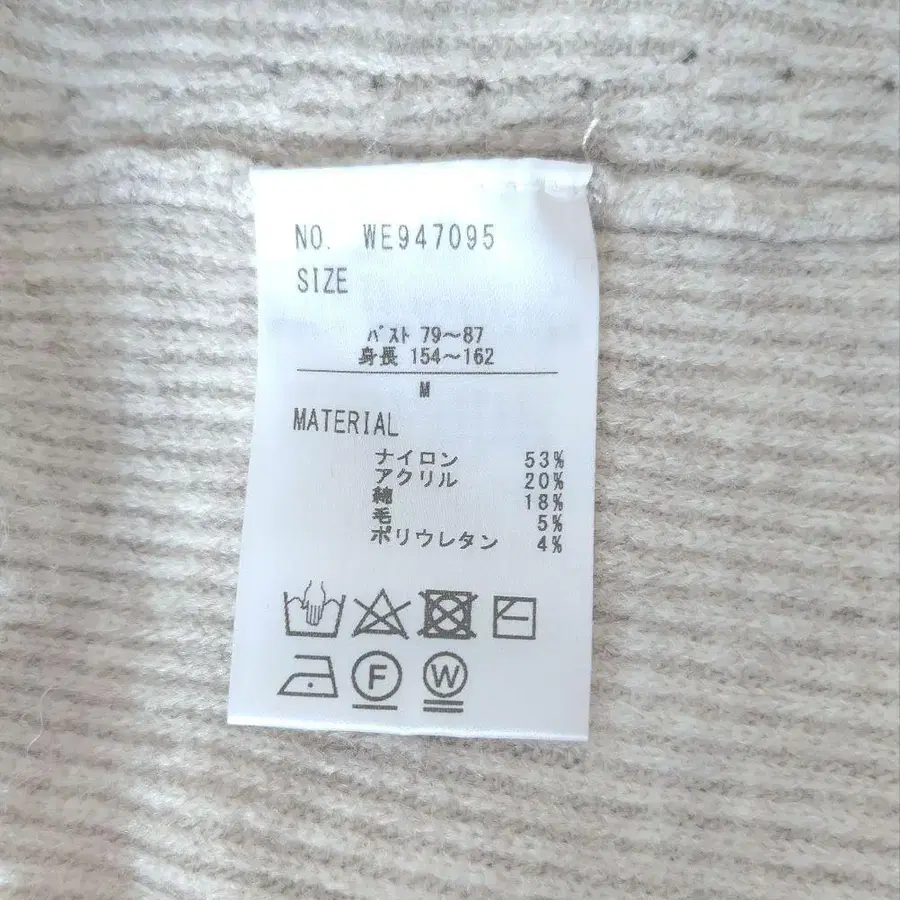 NO. WE947095
SIZE
バスト 79～87
身長 154～162
M
MATERIAL
ナイロン 53%
アクリル 20%
綿 18%
毛 5%
ポリウレタン 4%
F W